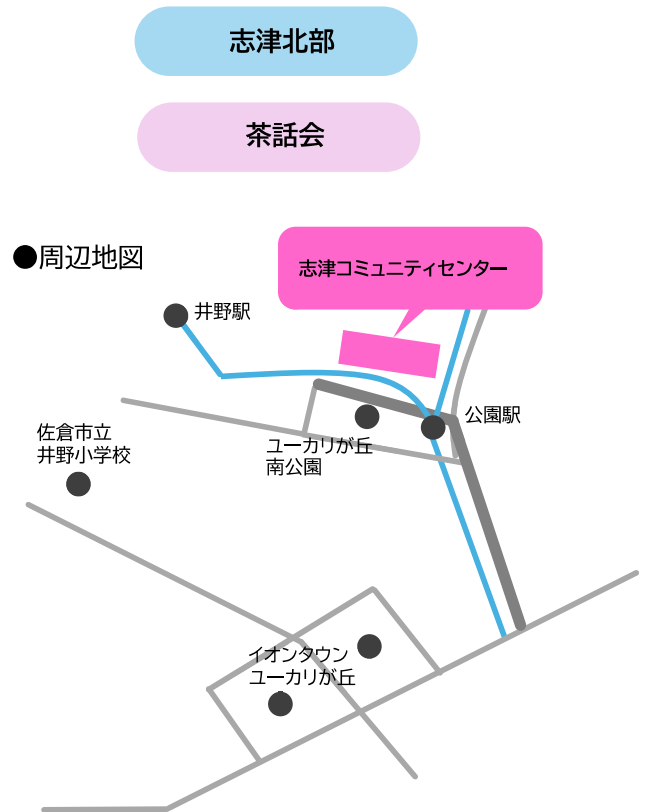 志津北部
茶話会
●周辺地図
志津コミュニティセンター
井野駅
公園駅
佐倉市立
井野小学校
ユーカリが丘
南公園
イオンタウン
ユーカリが丘